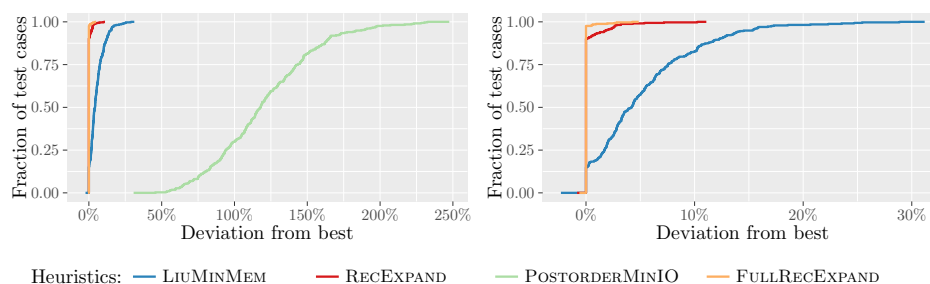 Fraction of test cases
1.00
0.75
0.50
0.25
0.00
0% 50% 100% 150% 200% 250%
Deviation from best
Fraction of test cases
1.00
0.75
0.50
0.25
0.00
0% 10% 20% 30%
Deviation from best
Heuristics: LIUMINMEM RECEXPAND POSTORDERMINIO FULLRECEXPAND